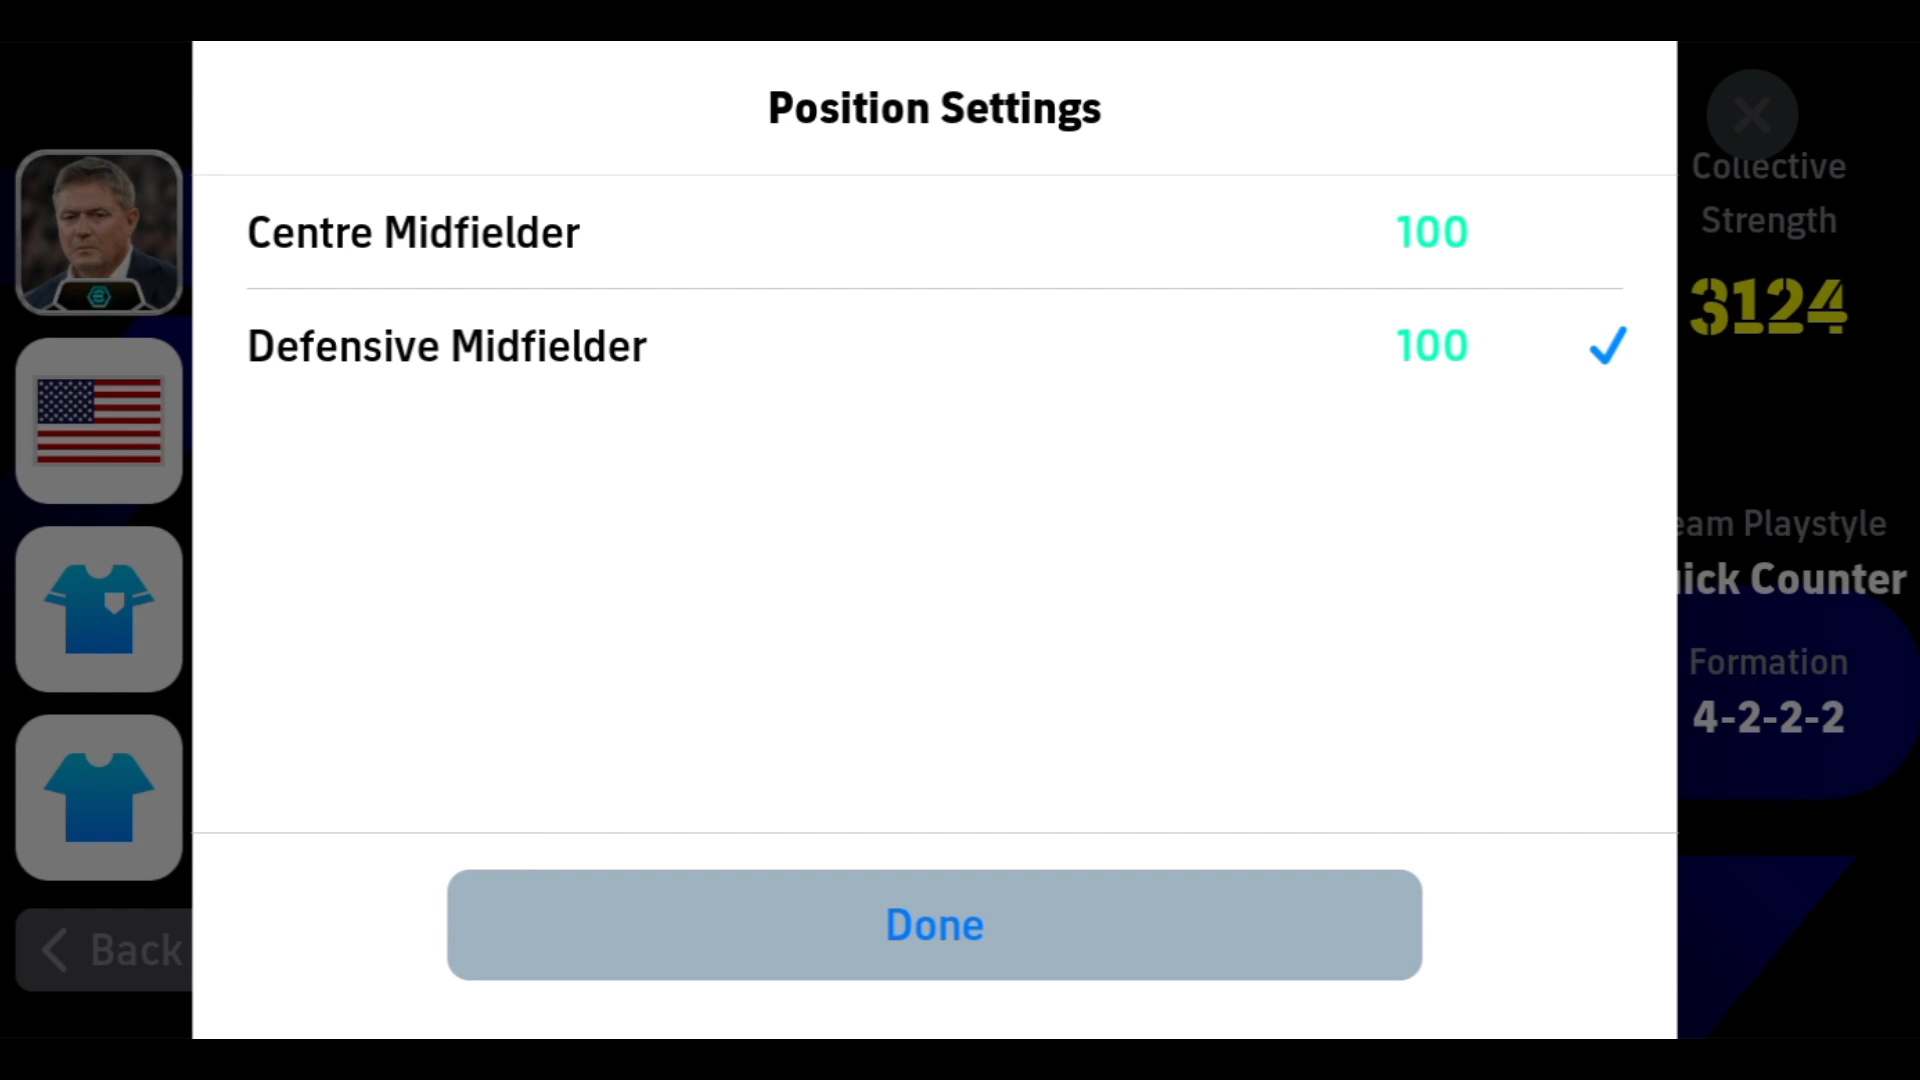 Position Settings
Centre Midfielder 100
Defensive Midfielder 100
Done
Back
Collective
Strength
3124
eam Playstyle
ick Counter
Formation
4-2-2-2